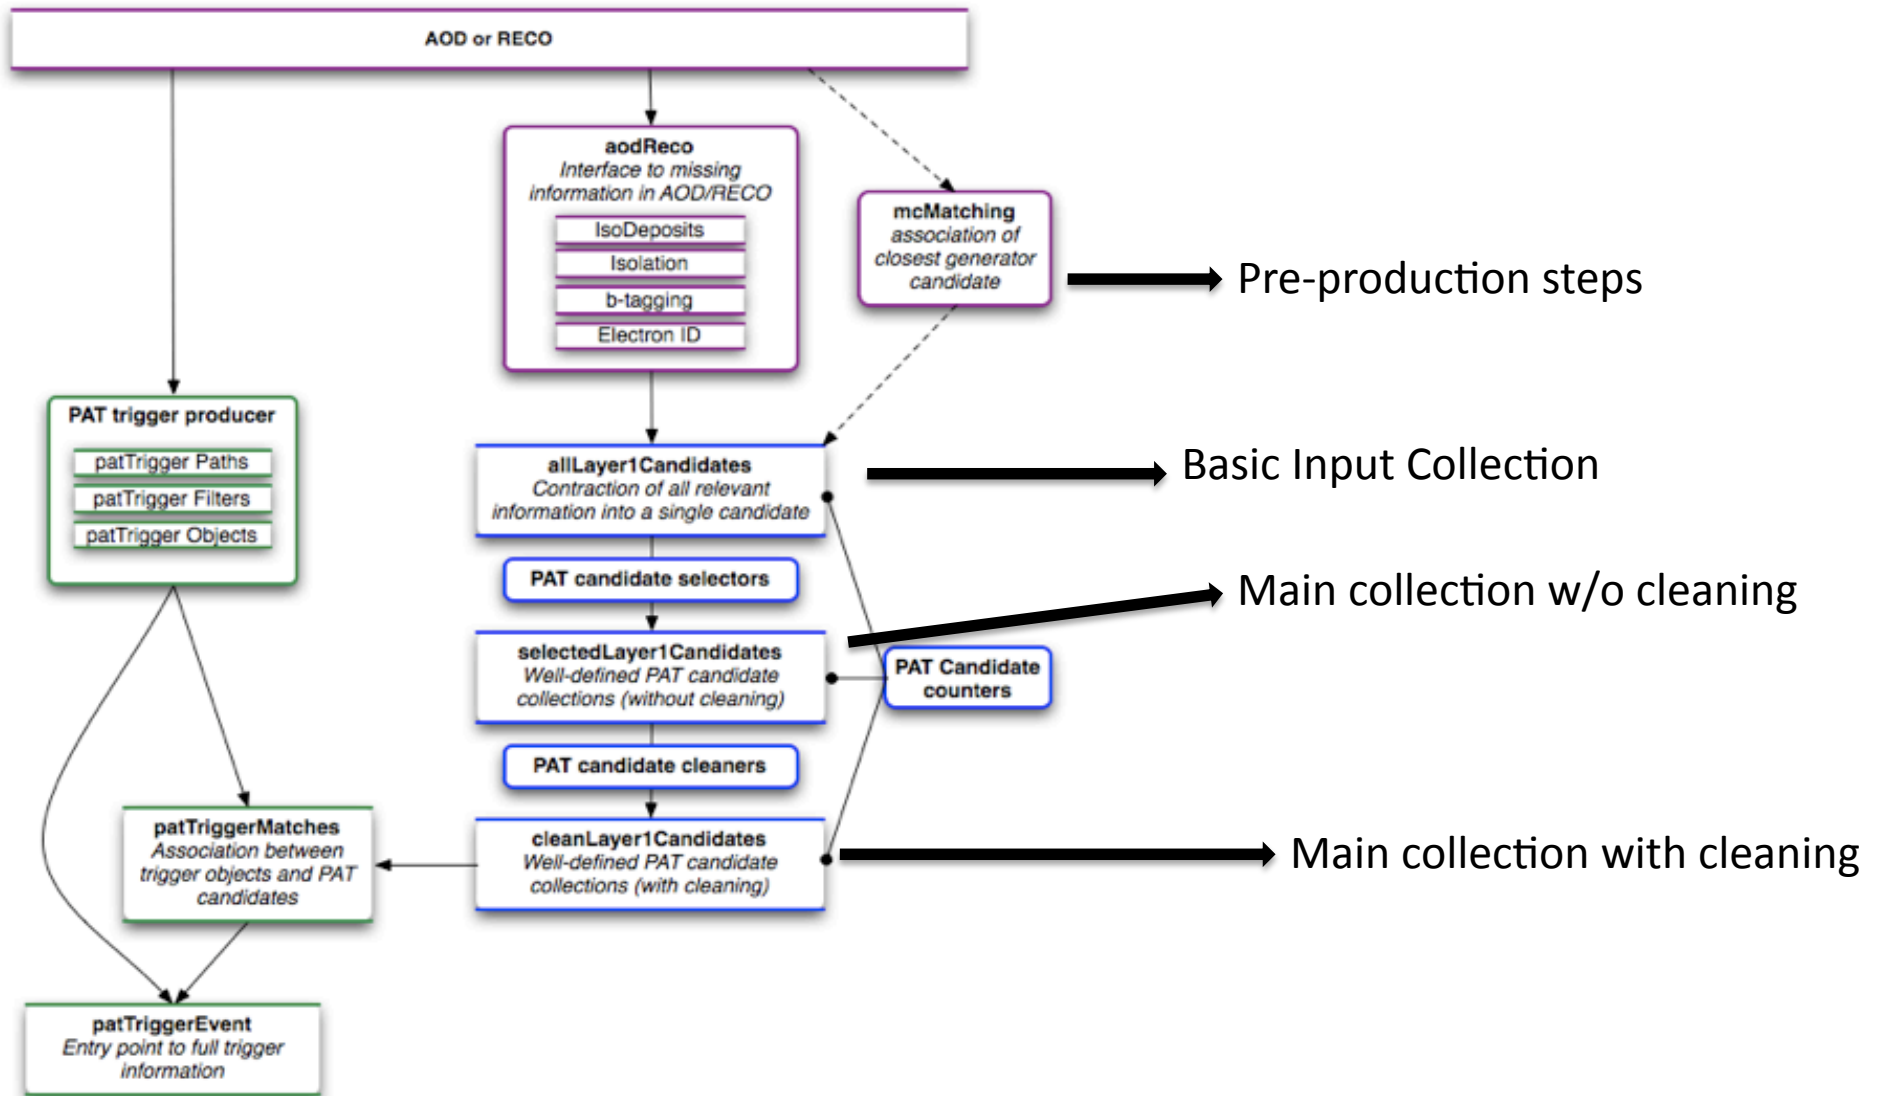 AOD or RECO
aodReco
Interface to missing
information in AOD/RECO
IsoDeposits
Isolation
b-tagging
Electron ID
mcMatching
association of
closest generator
candidate
Pre-production steps
PAT trigger producer
patTrigger Paths
patTrigger Filters
patTrigger Objects
allLayer1Candidates
Contraction of all relevant
information into a single candidate
Basic Input Collection
PAT candidate selectors
Main collection w/o cleaning
selectedLayer1Candidates
Well-defined PAT candidate
collections (without cleaning)
PAT Candidate
counters
PAT candidate cleaners
patTriggerMatches
Association between
trigger objects and PAT
candidates
cleanLayer1Candidates
Well-defined PAT candidate
collections (with cleaning)
Main collection with cleaning
patTriggerEvent
Entry point to full trigger
information